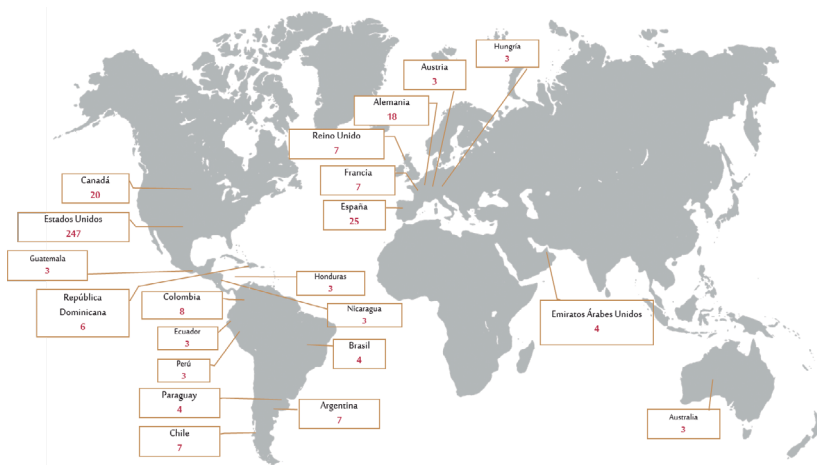 Hungría
3
Austria
3
Alemania
18
Reino Unido
7
Francia
7
Canadá
20
España
25
Estados Unidos
247
Guatemala
3
Honduras
3
República
Dominicana
6
Colombia
8
Nicaragua
3
Emiratos Árabes Unidos
4
Ecuador
3
Brasil
4
Perú
3
Paraguay
4
Argentina
7
Australia
3
Chile
7